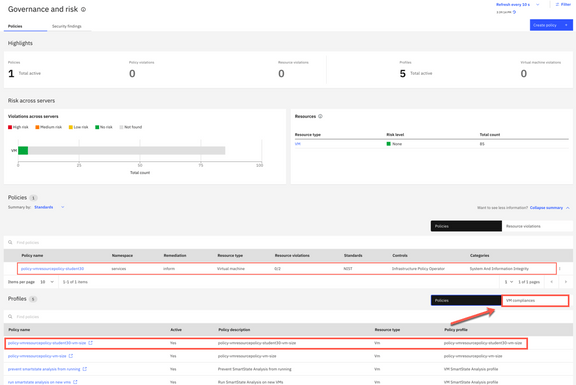 Governance and risk
Refresh every 10 s
Filter
Policies
Security findings
Create policy
Highlights
Policies
1 Total active
Policy violations
0
Resource violations
0
Profiles
5 Total active
Virtual machine violations
0
Risk across servers
Violations across servers
High risk Medium risk Low risk No risk Not found
VM
0 25 50 75 100
Total count
Resources
Resource type Risk level Total count
VM None 85
Policies 1
Summary by: Standards
Want to see less information? Collapse summary
Policies Resource violations
Find policies
Policy name Namespace Remediation Resource type Resource violations Standards Controls Categories
policy-vmresourcepolicy-student30 services inform Virtual machine 0/2 NIST Infrastructure Policy Operator System And Information Integrity
Items per page 10 1-1 of 1 items
1 1 of 1 pages
Profiles 5
Policies VM compliances
Find policies
Policy name Active Policy description Resource type Policy profile
policy-vmresourcepolicy-student30-vm-size Yes policy-vmresourcepolicy-student30-vm-size Vm policy-vmresourcepolicy-student30-vm-size
policy-vmresourcepolicy-vm-size Yes policy-vmresourcepolicy-vm-size Vm policy-vmresourcepolicy-vm-size
prevent smartstate analysis from running Yes Prevent SmartState Analysis from running Vm VM SmartState Analysis profile
run smartstate analysis on new vms Yes Run SmartState Analysis on new VMs Vm VM SmartState Analysis profile